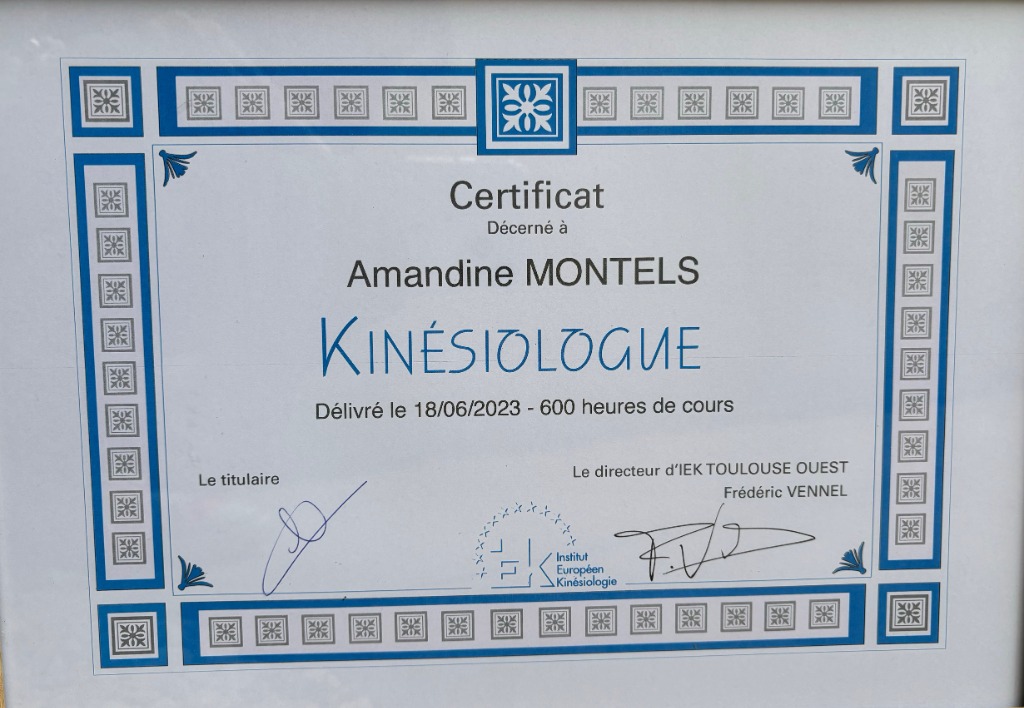 Certificat
Décerné à
Amandine MONTELS
KINÉSIOLOGUE
Délivré le 18/06/2023 - 600 heures de cours
Le titulaire
Le directeur d'IEK TOULOUSE OUEST
Frédéric VENNEL
IEK
Institut
Européen
Kinésiologie